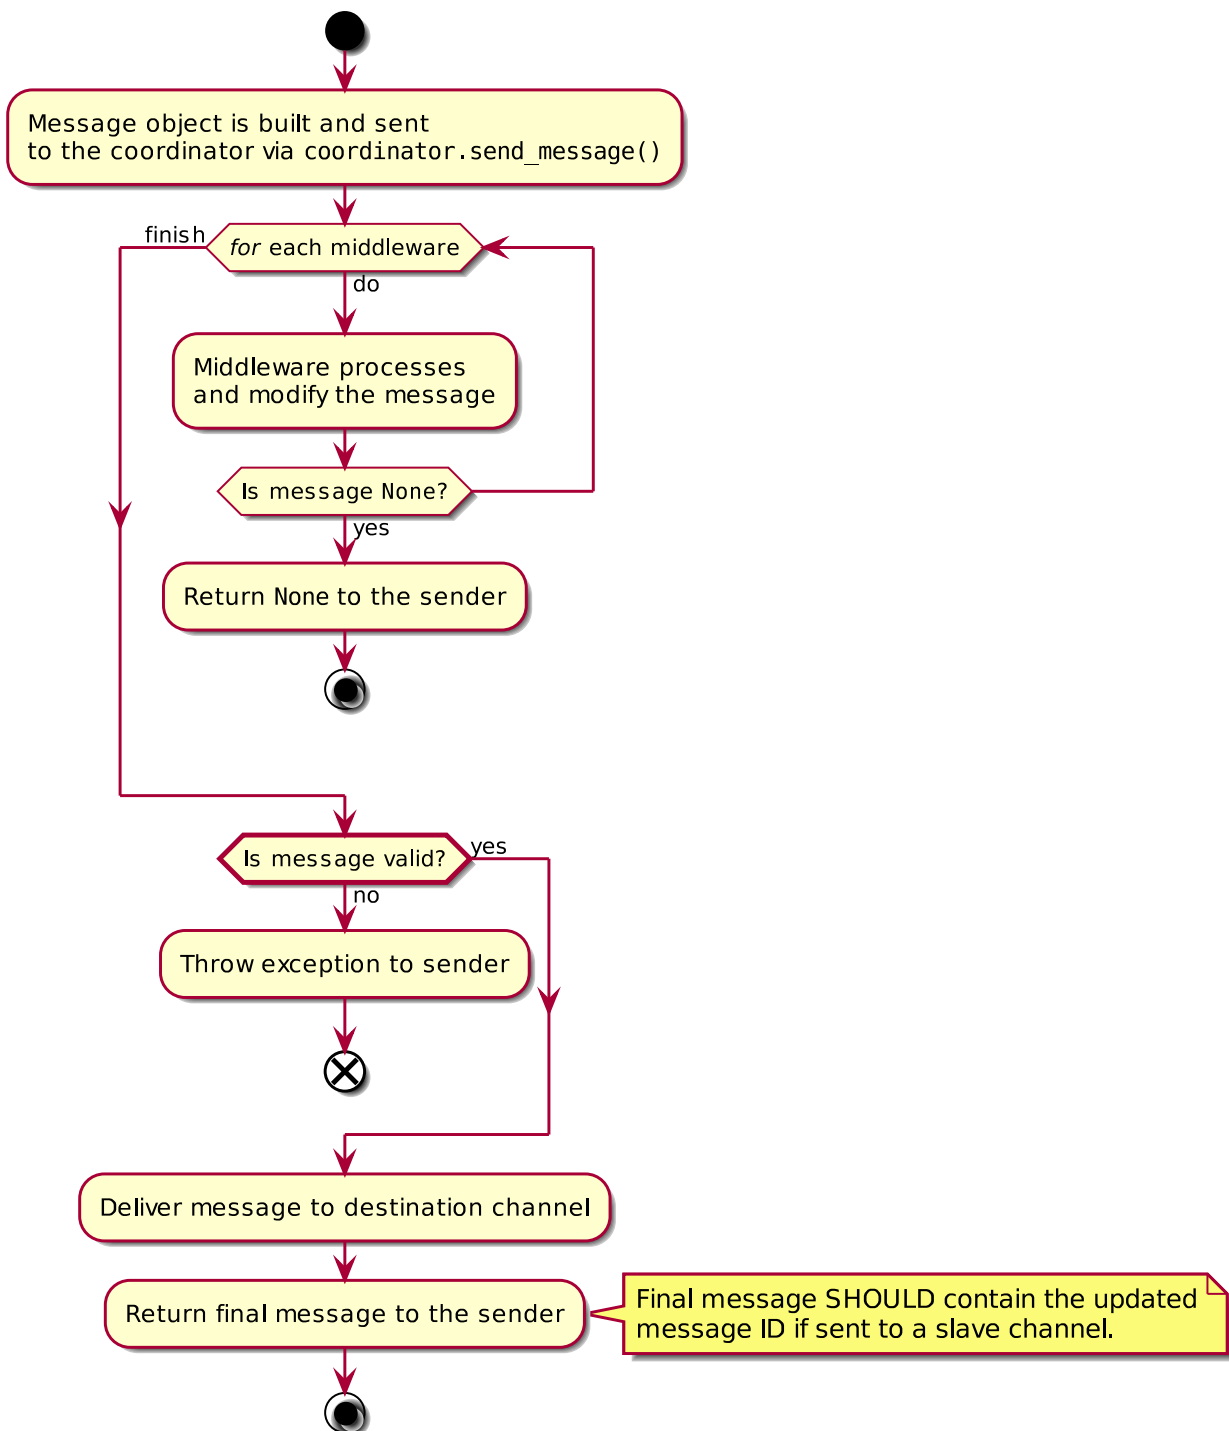 Message object is built and sent
to the coordinator via coordinator.send_message()
finish
for each middleware
do
Middleware processes
and modify the message
Is message None?
yes
Return None to the sender
Is message valid?
yes
no
Throw exception to sender
Deliver message to destination channel
Return final message to the sender
Final message SHOULD contain the updated
message ID if sent to a slave channel.